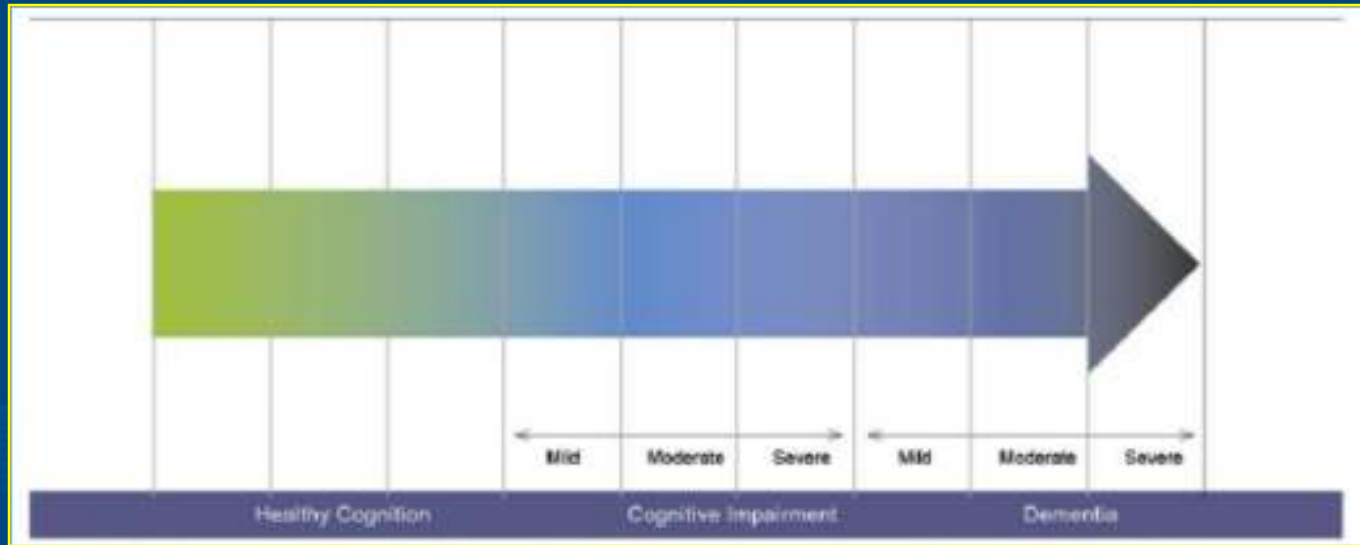 Mild Moderate Severe Mild Moderate Severe
Healthy Cognition Cognitive Impairment Dementia